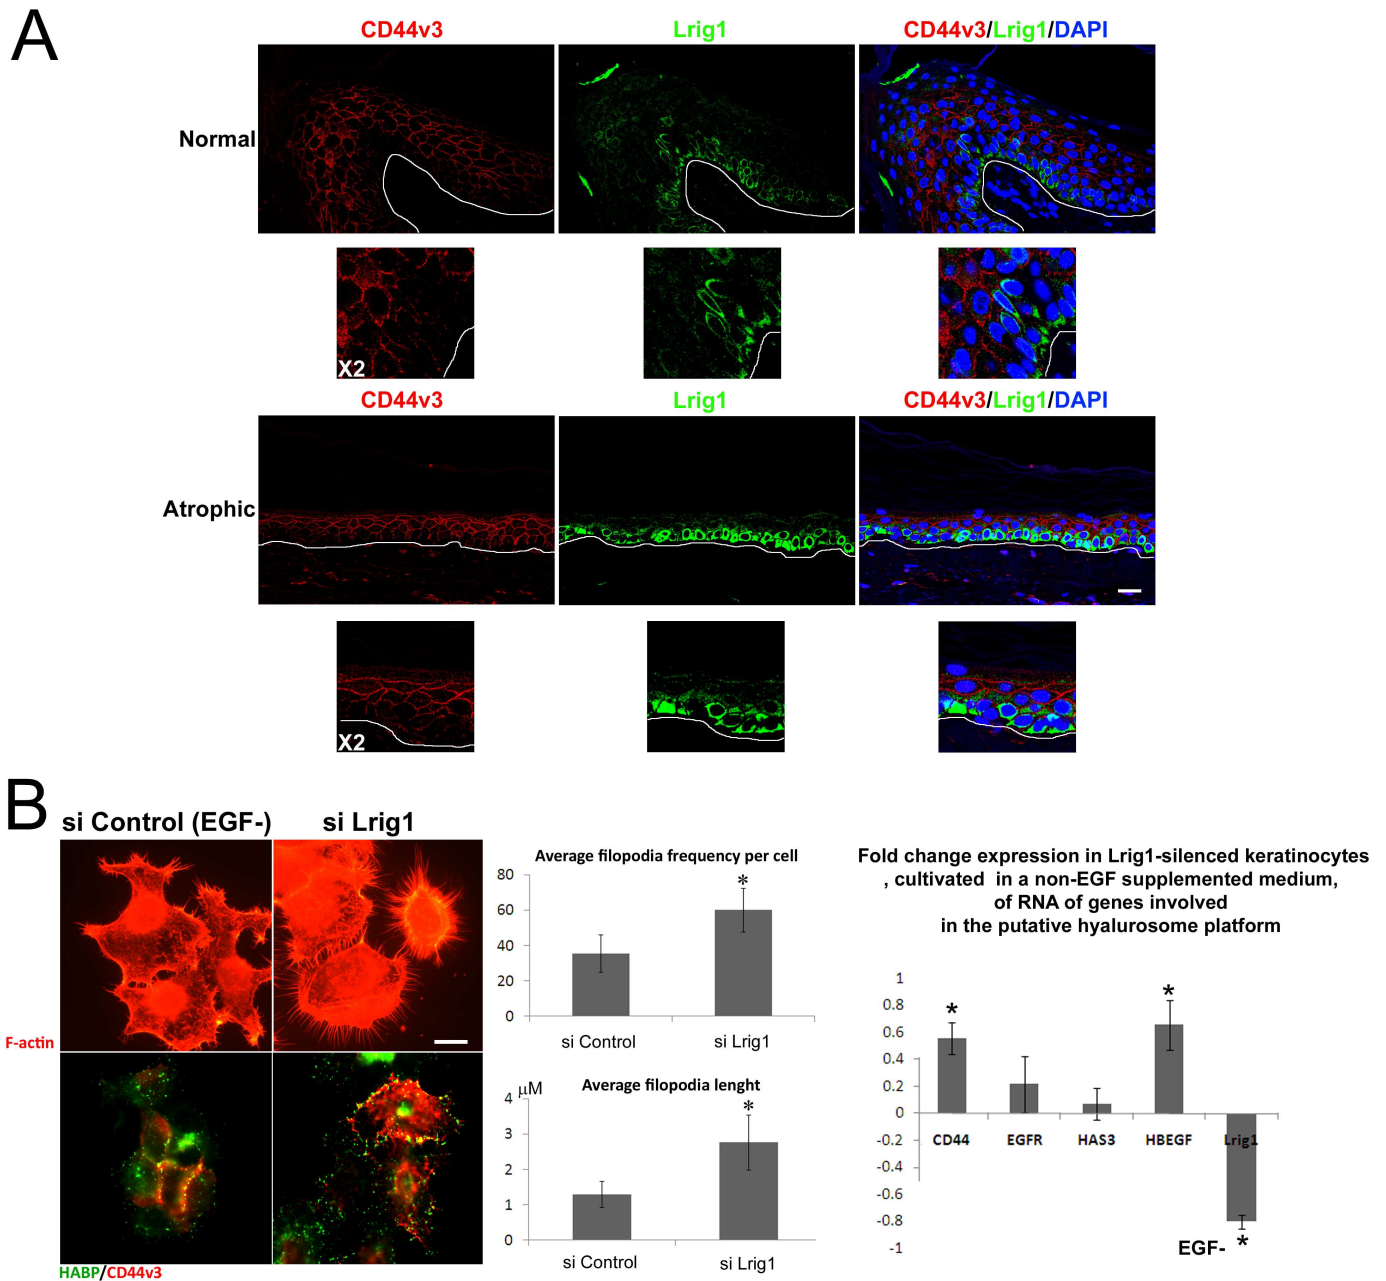 A
CD44v3
Lrig1
CD44v3/Lrig1/DAPI
Normal
X2
CD44v3
Lrig1
CD44v3/Lrig1/DAPI
Atrophic
X2
B
si Control (EGF-)
si Lrig1
F-actin
HABP/CD44v3
Average filopodia frequency per cell
80
60
40
20
0
*
si Control
si Lrig1
Average filopodia lenght
µM
4
3
2
1
0
*
si Control
si Lrig1
Fold change expression in Lrig1-silenced keratinocytes
, cultivated in a non-EGF supplemented medium,
of RNA of genes involved
in the putative hyalurosome platform
1
0.8
0.6
0.4
0.2
0
-0.2
-0.4
-0.6
-0.8
-1
*
*
CD44
EGFR
HAS3
HBEGF
Lrig1
EGF-
*